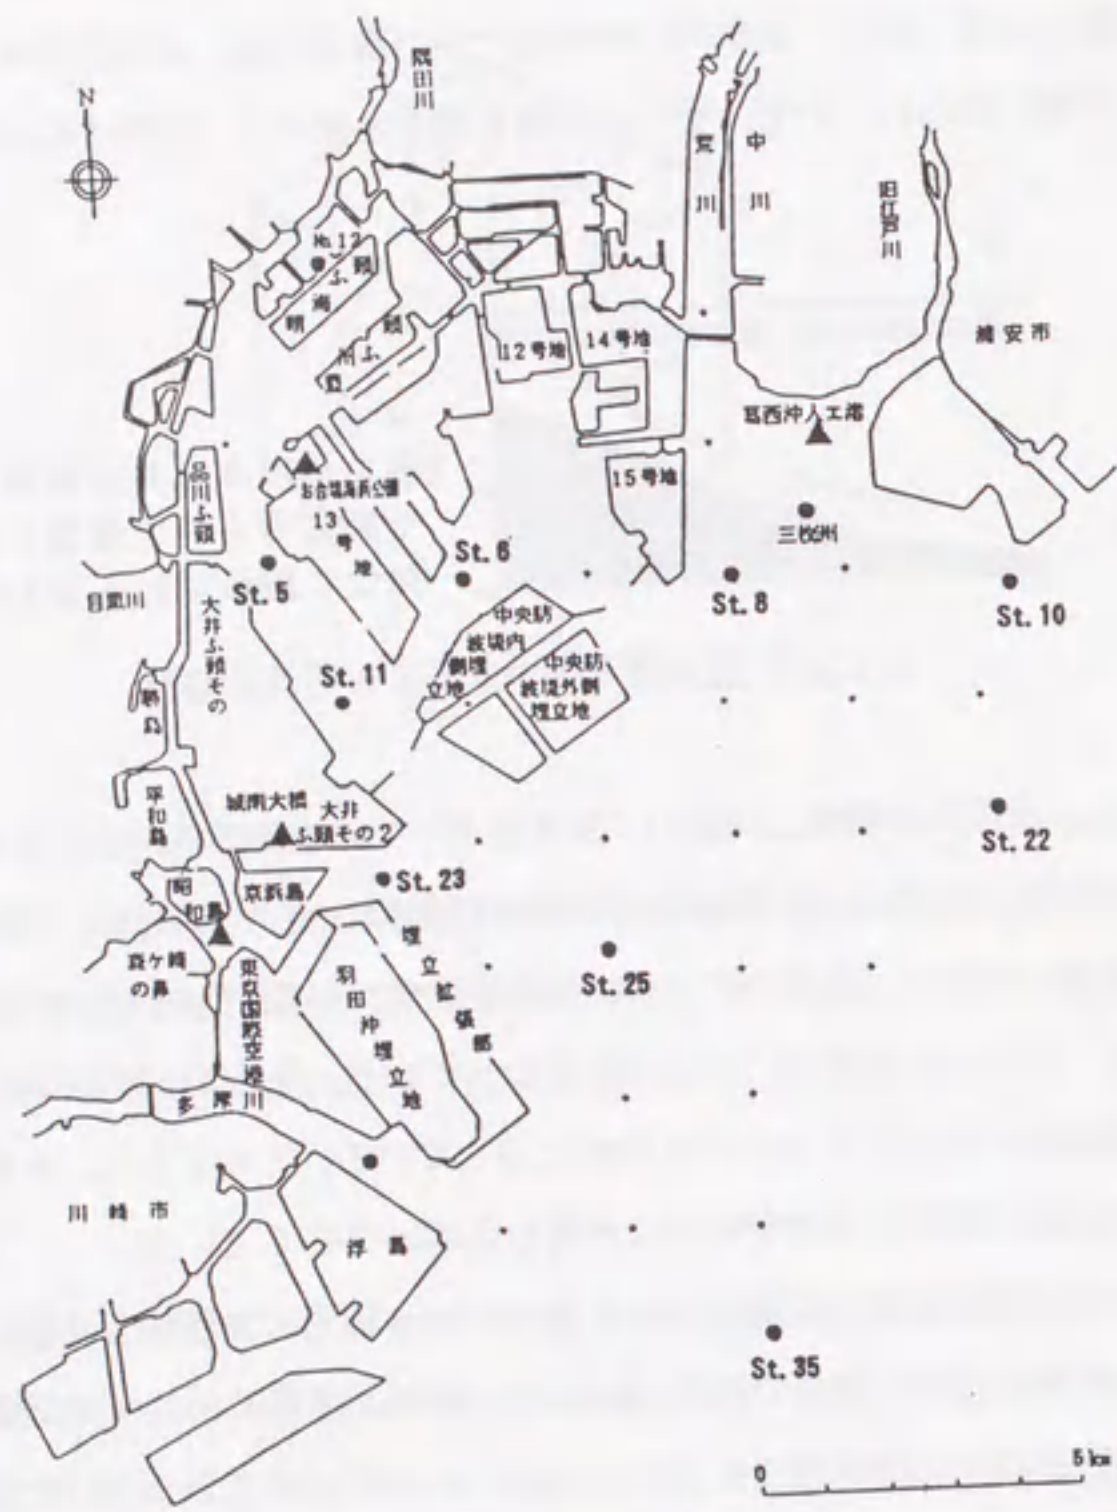 隅田川
N
荒川
中川
旧江戸川
浦安市
№12
晴海ふ頭
豊洲ふ頭
12号地
14号地
葛西沖人工渚
15号地
三枚洲
品川ふ頭
お台場海浜公園
13号地
St.5
St.6
St.8
St.10
目黒川
大井ふ頭その
中央防波堤内側埋立地
中央防波堤外側埋立地
St.11
勝島
平和島
城南大橋
大井ふ頭その2
St.22
昭和島
京浜島
St.23
森ケ崎の鼻
東京国際空港
羽田沖埋立地
埋立拡張部
St.25
多摩川
川崎市
浮島
St.35
0
5km